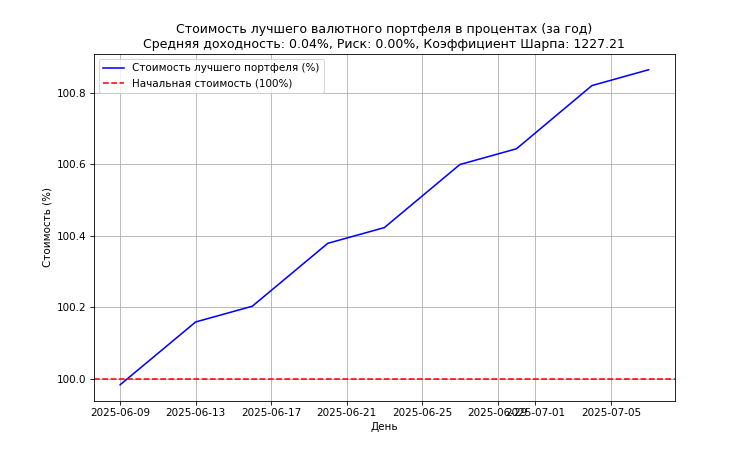 Стоимость лучшего валютного портфеля в процентах (за год)
Средняя доходность: 0.04%, Риск: 0.00%, Коэффициент Шарпа: 1227.21
Стоимость лучшего портфеля (%)
Начальная стоимость (100%)
Стоимость (%)
100.8
100.6
100.4
100.2
100.0
2025-06-09 2025-06-13 2025-06-17 2025-06-21 2025-06-25 2025-06-29 2025-07-01 2025-07-05
День